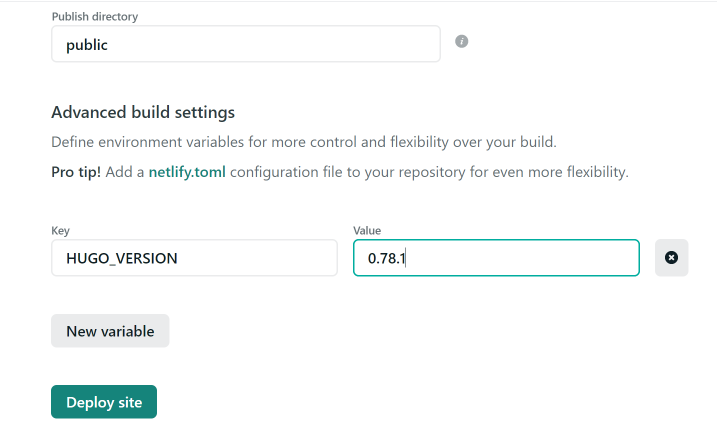 Publish directory
public
Advanced build settings
Define environment variables for more control and flexibility over your build.
Pro tip! Add a netlify.toml configuration file to your repository for even more flexibility.
Key Value
HUGO_VERSION 0.78.1
New variable
Deploy site